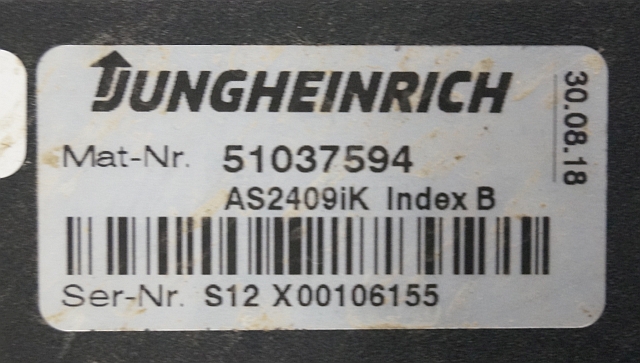 JUNGHEINRICH
30.08.18
Mat-Nr. 51037594
AS2409iK Index B
Ser-Nr. S12 X00106155